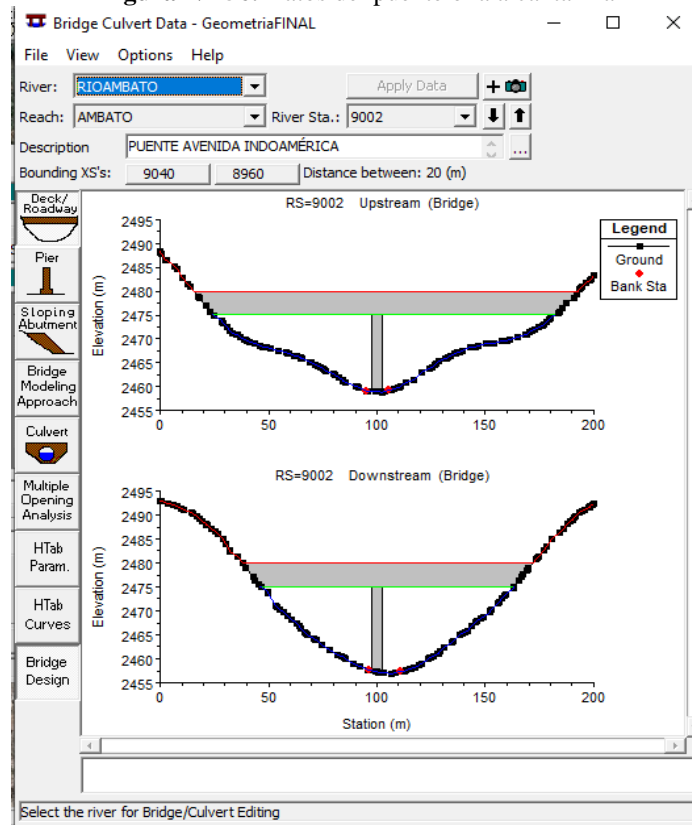 Bridge Culvert Data - GeometriaFINAL
File View Options Help
River: RIOAMBATO Apply Data
Reach: AMBATO River Sta.: 9002
Description PUENTE AVENIDA INDOAMÉRICA ...
Bounding XS's: 9040 8960 Distance between: 20 (m)
Deck/
Roadway
Pier
Sloping
Abutment
Bridge
Modeling
Approach
Culvert
Multiple
Opening
Analysis
HTab
Param.
HTab
Curves
Bridge
Design
RS=9002 Upstream (Bridge)
Legend
Ground
Bank Sta
Elevation (m)
2495
2490
2485
2480
2475
2470
2465
2460
2455
0 50 100 150 200
RS=9002 Downstream (Bridge)
Elevation (m)
2495
2490
2485
2480
2475
2470
2465
2460
2455
0 50 100 150 200
Station (m)
Select the river for Bridge/Culvert Editing